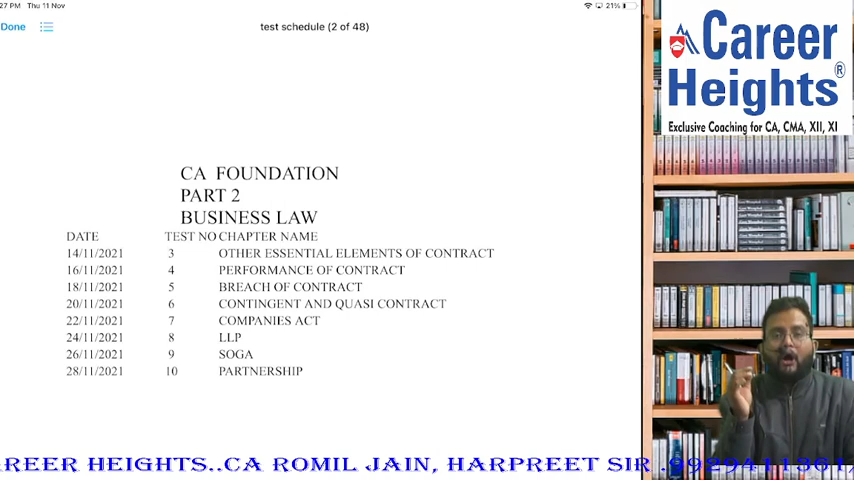 27 PM Thu 11 Nov
21%
Done
test schedule (2 of 48)
Career
Heights®
Exclusive Coaching for CA, CMA, XII, XI
CA FOUNDATION
PART 2
BUSINESS LAW
DATE TEST NO CHAPTER NAME
14/11/2021 3 OTHER ESSENTIAL ELEMENTS OF CONTRACT
16/11/2021 4 PERFORMANCE OF CONTRACT
18/11/2021 5 BREACH OF CONTRACT
20/11/2021 6 CONTINGENT AND QUASI CONTRACT
22/11/2021 7 COMPANIES ACT
24/11/2021 8 LLP
26/11/2021 9 SOGA
28/11/2021 10 PARTNERSHIP
AREER HEIGHTS..CA ROMIL JAIN, HARPREET SIR .9929411361,